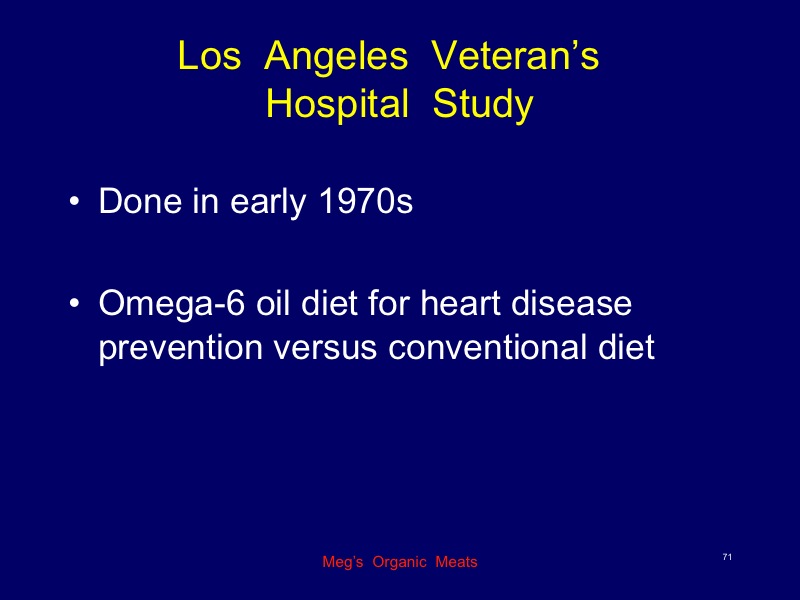 Los Angeles Veteran’s
Hospital Study
• Done in early 1970s
• Omega-6 oil diet for heart disease
prevention versus conventional diet
Meg’s Organic Meats
71